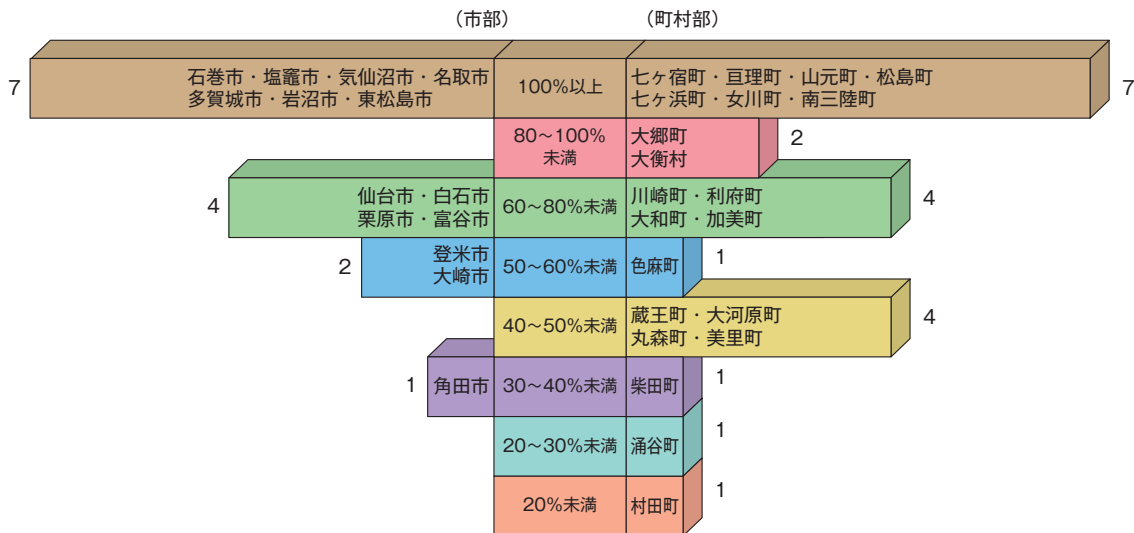 （市部）
（町村部）
7
石巻市・塩竈市・気仙沼市・名取市
多賀城市・岩沼市・東松島市
100%以上
七ヶ宿町・亘理町・山元町・松島町
七ヶ浜町・女川町・南三陸町
7
80〜100%
未満
大郷町
大衡村
2
4
仙台市・白石市
栗原市・富谷市
60〜80%未満
川崎町・利府町
大和町・加美町
4
2
登米市
大崎市
50〜60%未満
色麻町
1
40〜50%未満
蔵王町・大河原町
丸森町・美里町
4
1
角田市
30〜40%未満
柴田町
1
20〜30%未満
涌谷町
1
20%未満
村田町
1